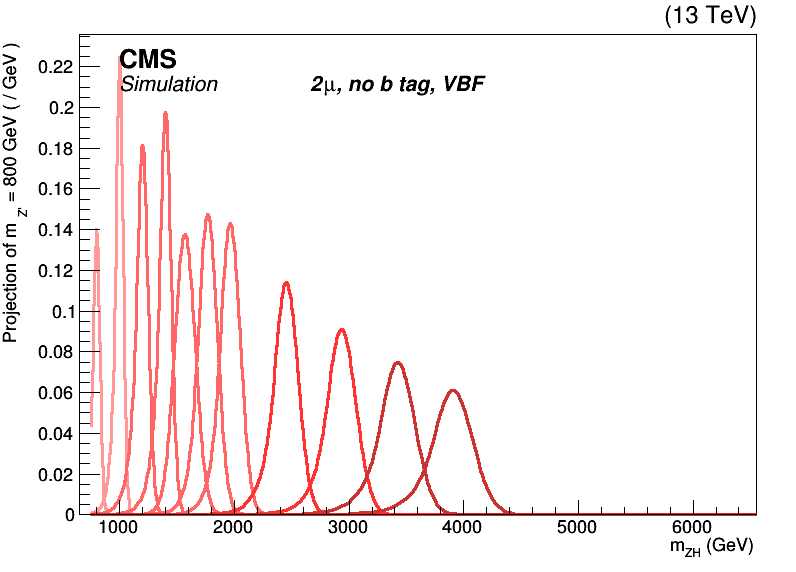 (13 TeV)
CMS
Simulation
2μ, no b tag, VBF
Projection of m Z' = 800 GeV ( / GeV )
0.22
0.2
0.18
0.16
0.14
0.12
0.1
0.08
0.06
0.04
0.02
0
1000 2000 3000 4000 5000 6000
mZH (GeV)